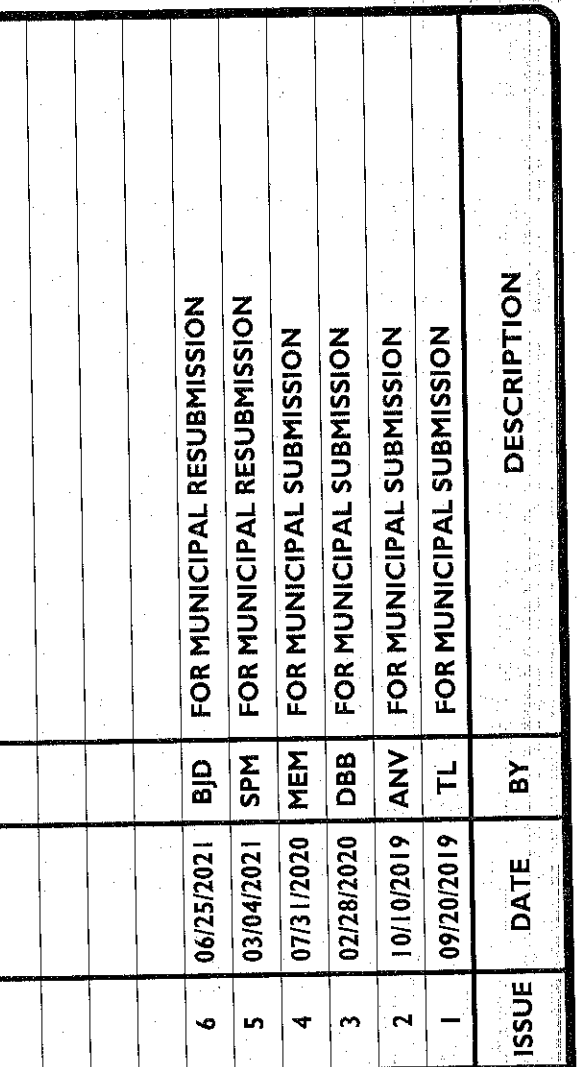 6 06/25/2021 BJD FOR MUNICIPAL RESUBMISSION
5 03/04/2021 SPM FOR MUNICIPAL RESUBMISSION
4 07/31/2020 MEM FOR MUNICIPAL SUBMISSION
3 02/28/2020 DBB FOR MUNICIPAL SUBMISSION
2 10/10/2019 ANV FOR MUNICIPAL SUBMISSION
1 09/20/2019 TL FOR MUNICIPAL SUBMISSION
ISSUE DATE BY DESCRIPTION